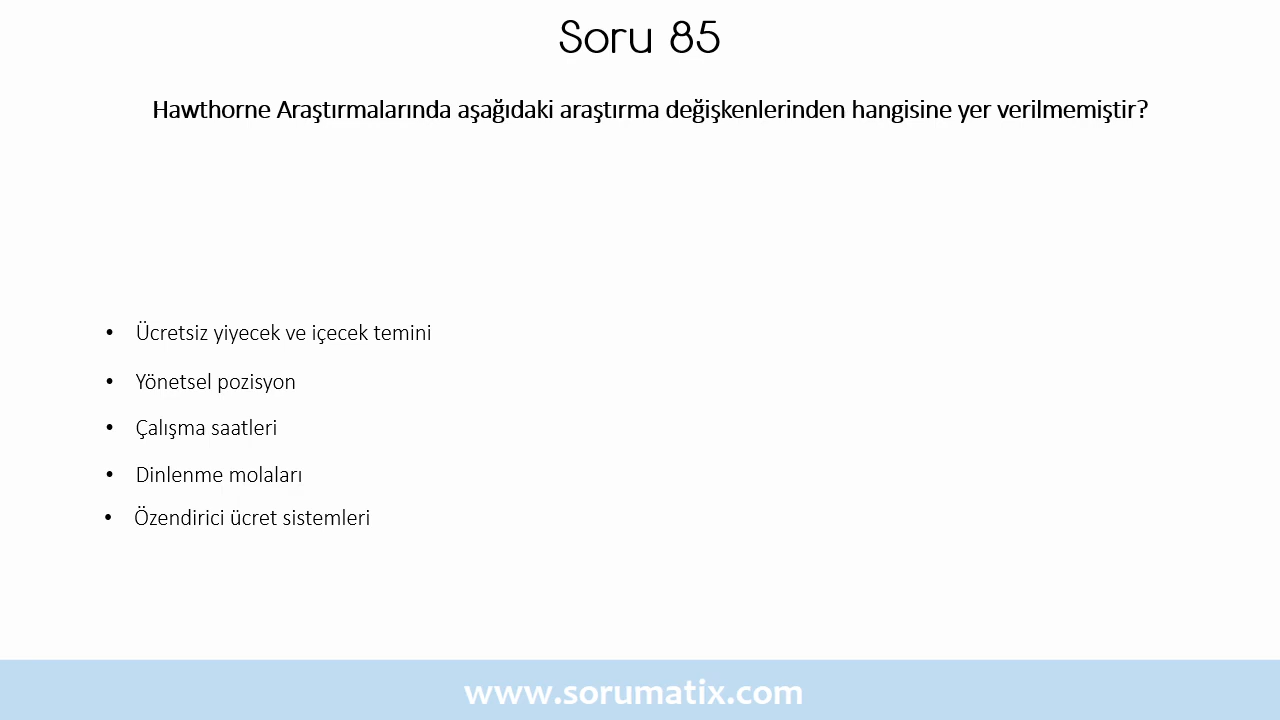 Soru 85
Hawthorne Araştırmalarında aşağıdaki araştırma değişkenlerinden hangisine yer verilmemiştir?
• Ücretsiz yiyecek ve içecek temini
• Yönetsel pozisyon
• Çalışma saatleri
• Dinlenme molaları
• Özendirici ücret sistemleri
www.sorumatix.com